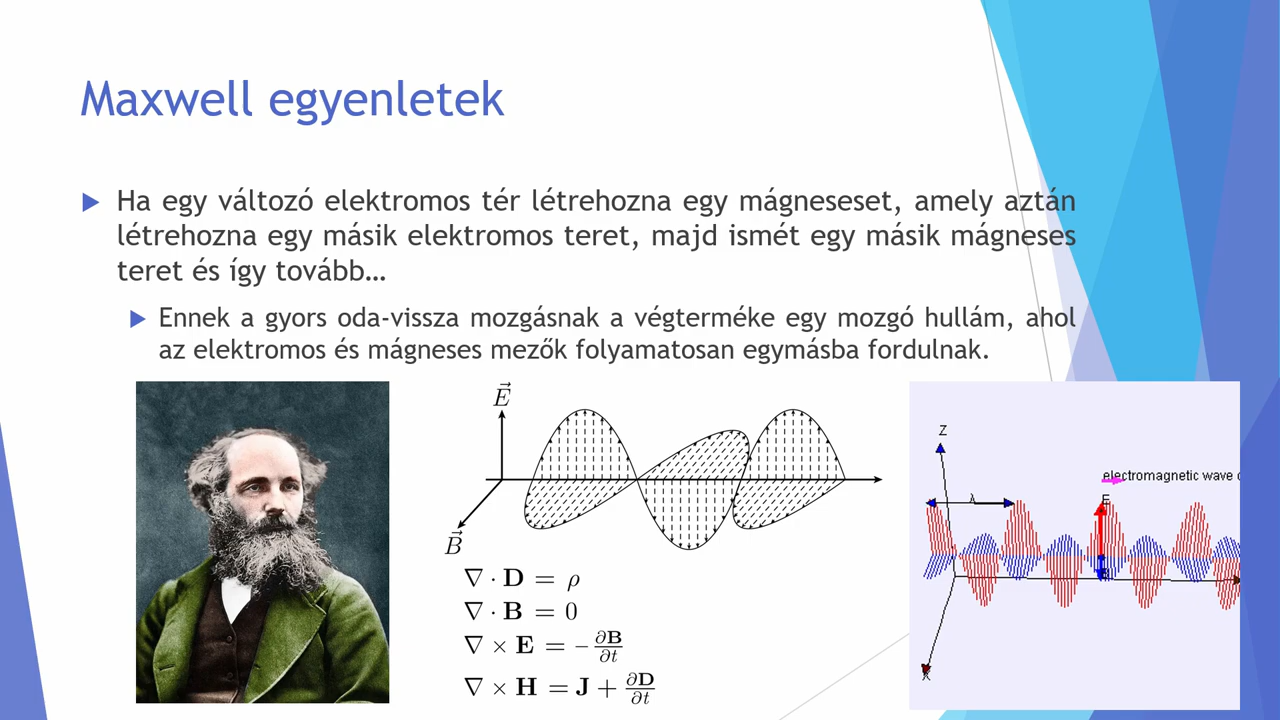 Maxwell egyenletek
Ha egy változó elektromos tér létrehozna egy mágneseset, amely aztán
létrehozna egy másik elektromos teret, majd ismét egy másik mágneses
teret és így tovább…
Ennek a gyors oda-vissza mozgásnak a végterméke egy mozgó hullám, ahol
az elektromos és mágneses mezők folyamatosan egymásba fordulnak.
E⃗
B⃗
∇ · D = ρ
∇ · B = 0
∇ × E = − ∂B/∂t
∇ × H = J + ∂D/∂t
Z
electromagnetic wave
λ
E
X